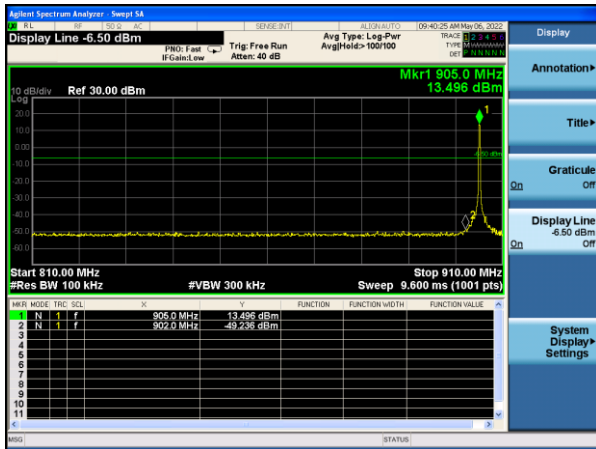 Agilent Spectrum Analyzer - Swept SA
RL RF 50 Ω AC SENSE:INT ALIGN AUTO 09:40:25 AM May 06, 2022
Display Line -6.50 dBm
PNO: Fast
IFGain:Low
Trig: Free Run
Atten: 40 dB
Avg Type: Log-Pwr
Avg|Hold:>100/100
TRACE 1 2 3 4 5 6
TYPE M
DET P N N N N N
Mkr1 905.0 MHz
13.496 dBm
10 dB/div Ref 30.00 dBm
Log
20.0
10.0
0.00
-10.0
-20.0
-30.0
-40.0
-50.0
-60.0
1
-6.50 dBm
2
Start 810.00 MHz Stop 910.00 MHz
#Res BW 100 kHz #VBW 300 kHz Sweep 9.600 ms (1001 pts)
MKR MODE TRC SCL X Y FUNCTION FUNCTION WIDTH FUNCTION VALUE
1 N 1 f 905.0 MHz 13.496 dBm
2 N 1 f 902.0 MHz -49.236 dBm
3
4
5
6
7
8
9
10
11
MSG STATUS
Display
Annotation
Title
Graticule
On Off
Display Line
-6.50 dBm
On Off
System
Display
Settings